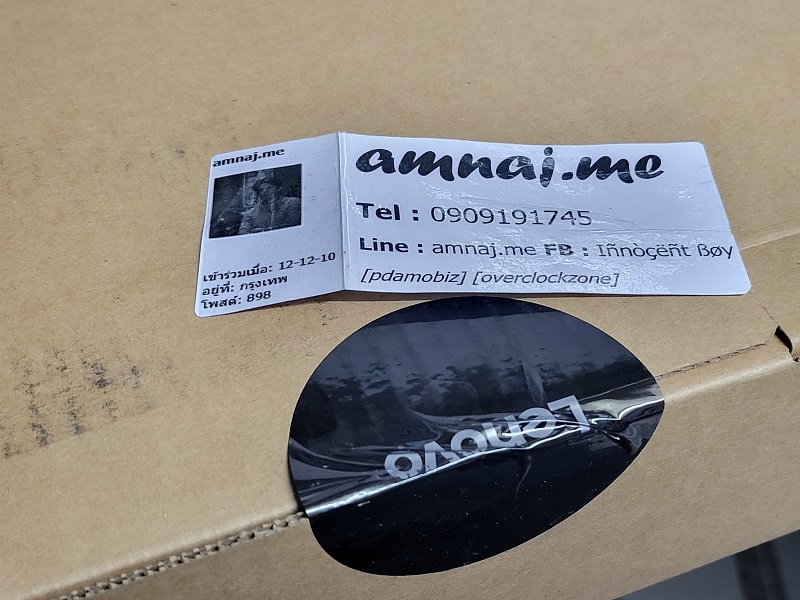 amnaj.me
เข้าร่วมเมื่อ: 12-12-10
อยู่ที่: กรุงเทพ
โพสต์: 898
amnaj.me
Tel : 0909191745
Line : amnaj.me FB : Iñnòçëñt ßøy
[pdamobiz] [overclockzone]
Lenovo